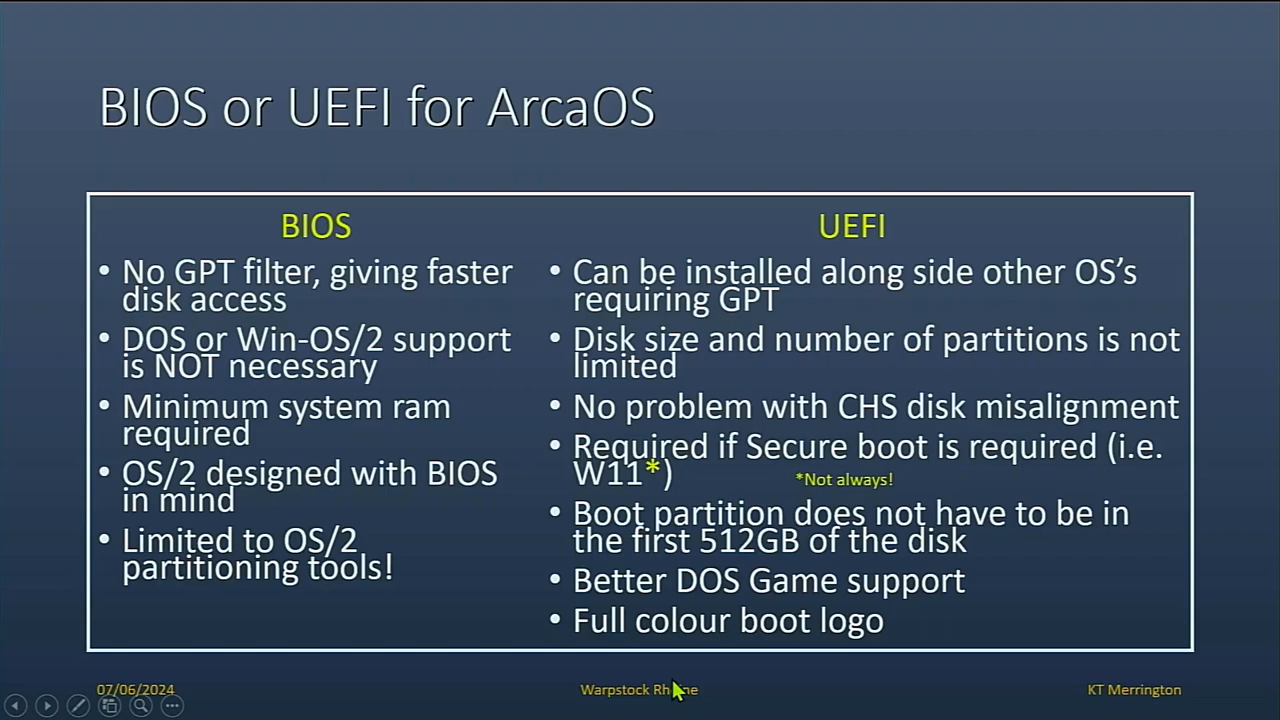 BIOS or UEFI for ArcaOS
BIOS
• No GPT filter, giving faster
disk access
• DOS or Win-OS/2 support
is NOT necessary
• Minimum system ram
required
• OS/2 designed with BIOS
in mind
• Limited to OS/2
partitioning tools!
UEFI
• Can be installed along side other OS’s
requiring GPT
• Disk size and number of partitions is not
limited
• No problem with CHS disk misalignment
• Required if Secure boot is required (i.e.
W11*)
*Not always!
• Boot partition does not have to be in
the first 512GB of the disk
• Better DOS Game support
• Full colour boot logo
07/06/2024
Warpstock
KT Merrington